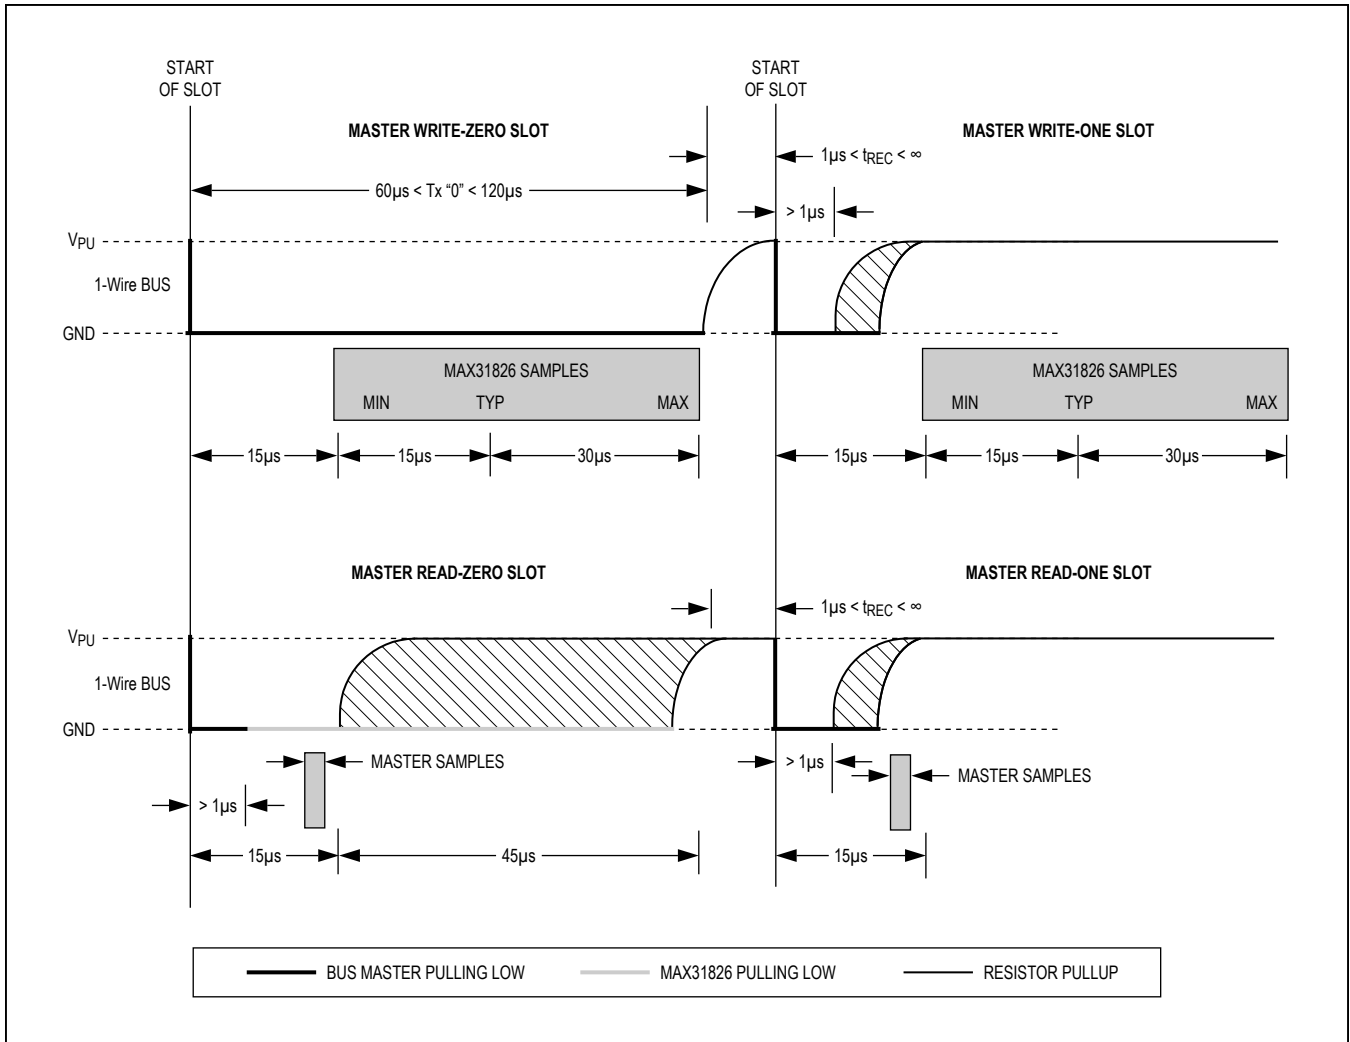 START
OF SLOT
START
OF SLOT
MASTER WRITE-ZERO SLOT
MASTER WRITE-ONE SLOT
1µs < tREC < ∞
60µs < Tx “0” < 120µs
> 1µs
VPU
1-Wire BUS
GND
MAX31826 SAMPLES
MIN TYP MAX
MAX31826 SAMPLES
MIN TYP MAX
15µs 15µs 30µs
15µs 15µs 30µs
MASTER READ-ZERO SLOT
MASTER READ-ONE SLOT
1µs < tREC < ∞
VPU
1-Wire BUS
GND
MASTER SAMPLES
> 1µs
MASTER SAMPLES
> 1µs
15µs 45µs
15µs
BUS MASTER PULLING LOW
MAX31826 PULLING LOW
RESISTOR PULLUP